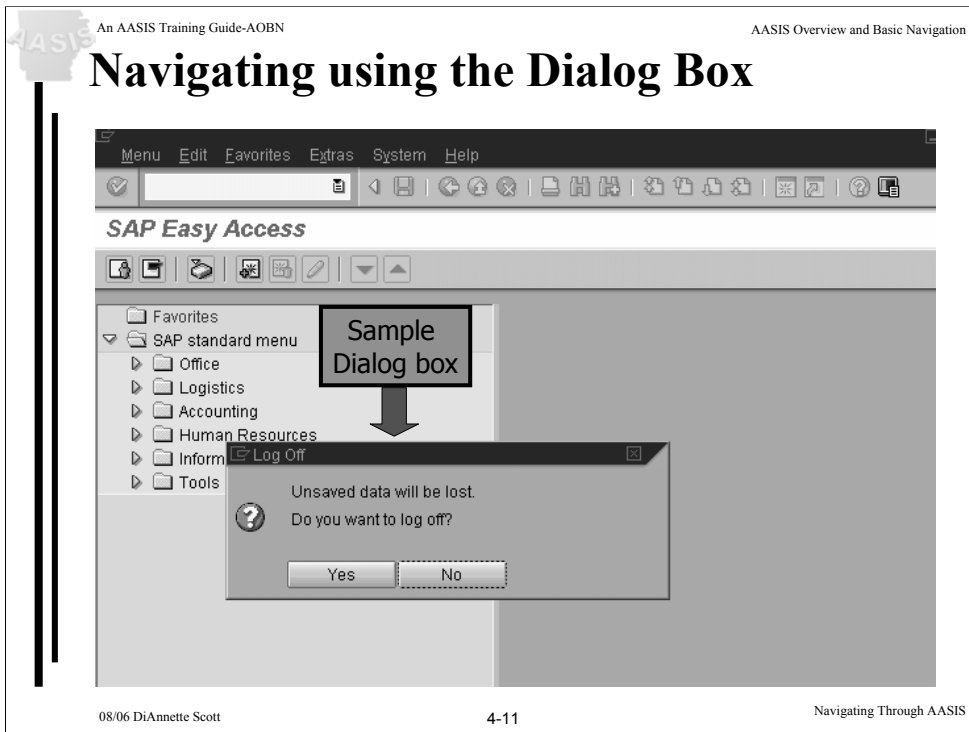 An AASIS Training Guide-AOBN
AASIS Overview and Basic Navigation
AASIS
Navigating using the Dialog Box
Menu Edit Favorites Extras System Help
SAP Easy Access
Favorites
SAP standard menu
Office
Logistics
Accounting
Human Resources
Inform
Tools
Sample
Dialog box
Log Off
Unsaved data will be lost.
Do you want to log off?
Yes No
08/06 DiAnnette Scott
4-11
Navigating Through AASIS